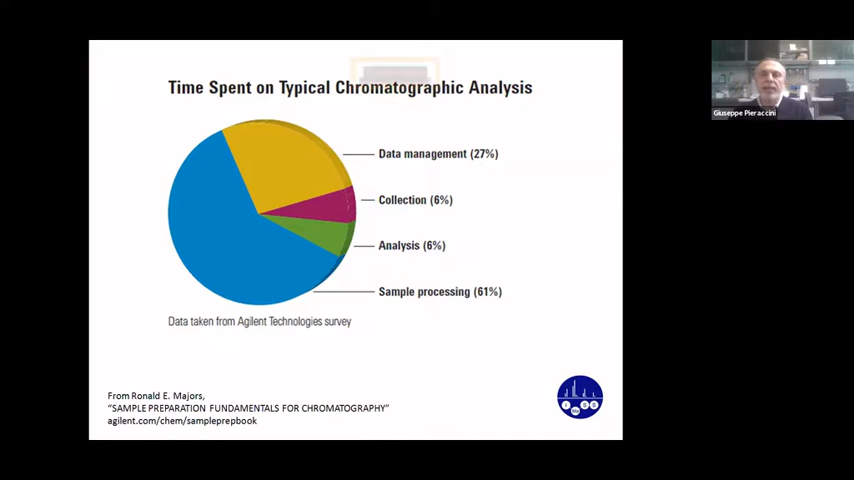 Time Spent on Typical Chromatographic Analysis
Data management (27%)
Collection (6%)
Analysis (6%)
Sample processing (61%)
Data taken from Agilent Technologies survey
From Ronald E. Majors,
“SAMPLE PREPARATION FUNDAMENTALS FOR CHROMATOGRAPHY”
agilent.com/chem/sampleprepbook
Giuseppe Pieraccini